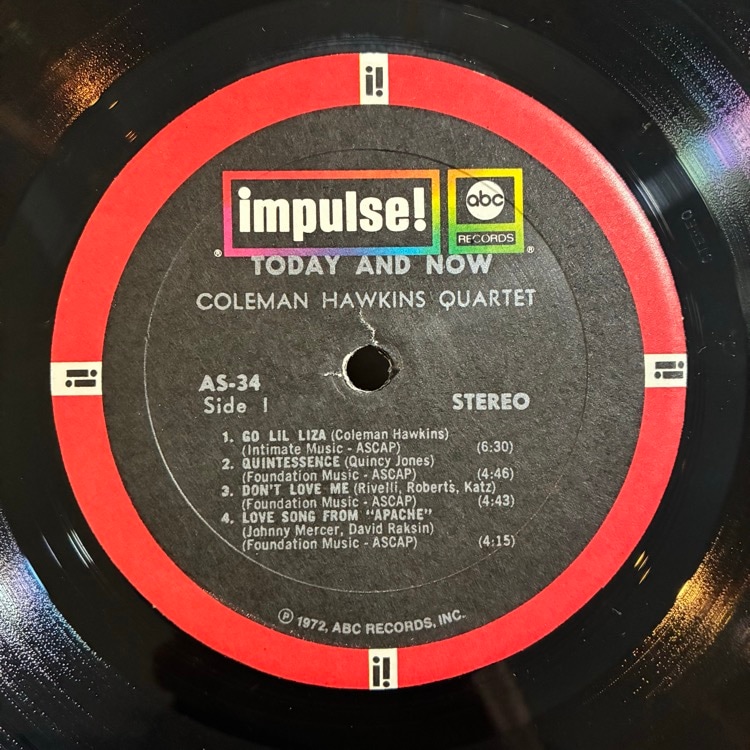 i!
impulse!
abc
RECORDS
® ®
TODAY AND NOW
COLEMAN HAWKINS QUARTET
AS-34
Side 1
STEREO
i!
i!
1. GO LIL LIZA (Coleman Hawkins)
(Intimate Music - ASCAP) (6:30)
2. QUINTESSENCE (Quincy Jones)
(Foundation Music - ASCAP) (4:46)
3. DON'T LOVE ME (Rivelli, Roberts, Katz)
(Foundation Music - ASCAP) (4:43)
4. LOVE SONG FROM "APACHE"
(Johnny Mercer, David Raksin)
(Foundation Music - ASCAP) (4:15)
℗ 1972, ABC RECORDS, INC.
i!